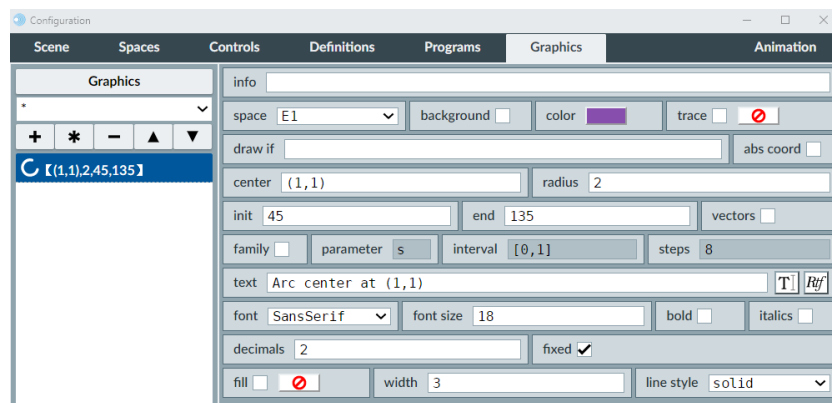 Configuration
Scene Spaces Controls Definitions Programs Graphics Animation
Graphics
*
info
space E1 background color trace
draw if abs coord
【(1,1),2,45,135】
center (1,1) radius 2
init 45 end 135 vectors
family parameter s interval [0,1] steps 8
text Arc center at (1,1) T Rtf
font SansSerif font size 18 bold italics
decimals 2 fixed
fill width 3 line style solid